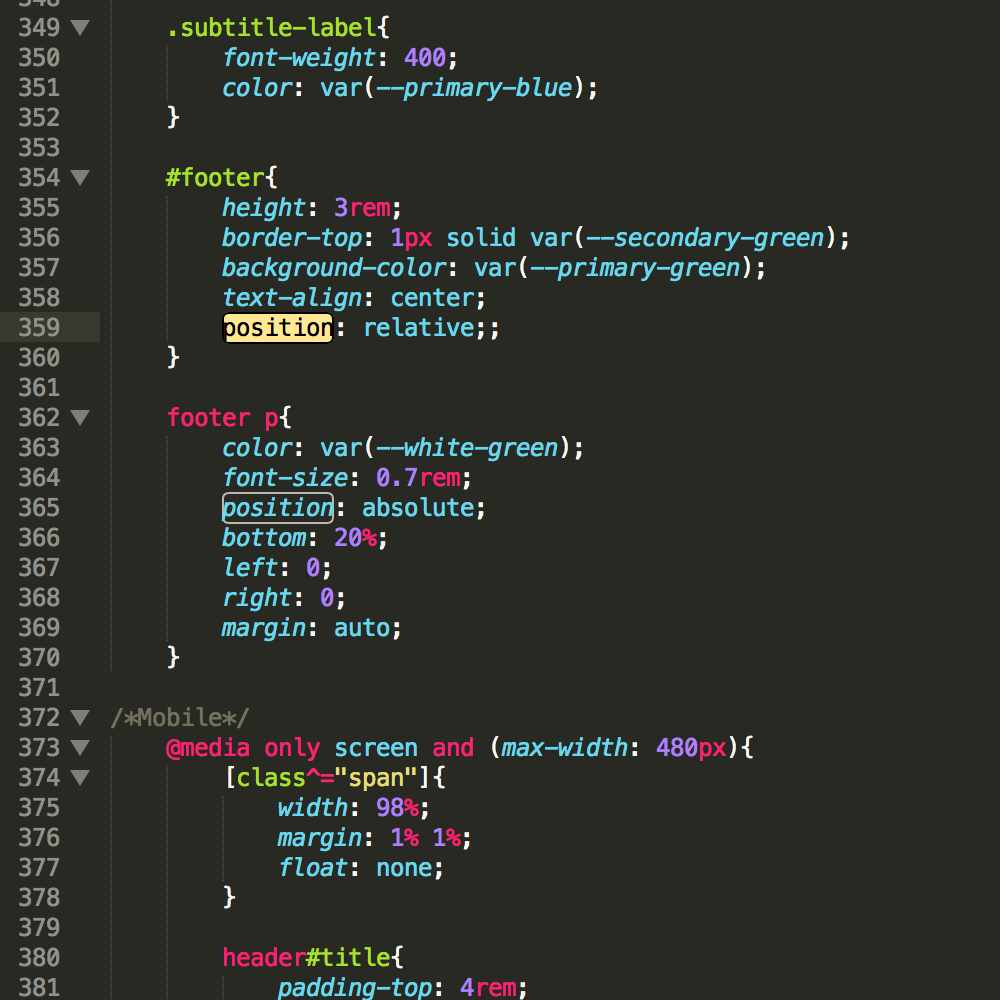 348
349 .subtitle-label{
350 font-weight: 400;
351 color: var(--primary-blue);
352 }
353
354 #footer{
355 height: 3rem;
356 border-top: 1px solid var(--secondary-green);
357 background-color: var(--primary-green);
358 text-align: center;
359 position: relative;;
360 }
361
362 footer p{
363 color: var(--white-green);
364 font-size: 0.7rem;
365 position: absolute;
366 bottom: 20%;
367 left: 0;
368 right: 0;
369 margin: auto;
370 }
371
372 /*Mobile*/
373 @media only screen and (max-width: 480px){
374 [class^="span"]{
375 width: 98%;
376 margin: 1% 1%;
377 float: none;
378 }
379
380 header#title{
381 padding-top: 4rem;